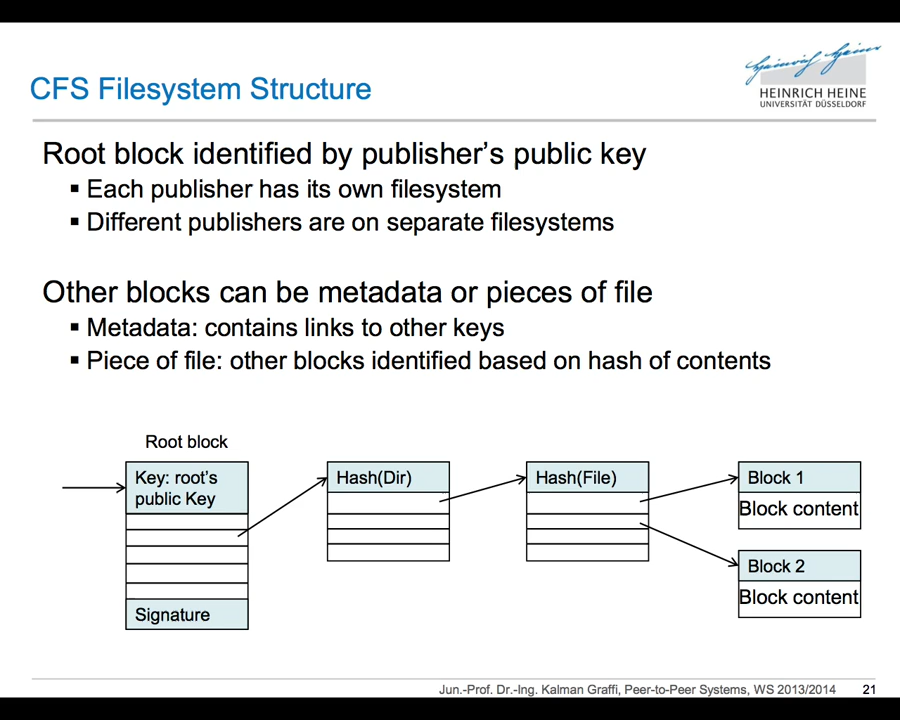 Heinrich Heine
HEINRICH HEINE
UNIVERSITÄT DÜSSELDORF
CFS Filesystem Structure
Root block identified by publisher’s public key
▪ Each publisher has its own filesystem
▪ Different publishers are on separate filesystems
Other blocks can be metadata or pieces of file
▪ Metadata: contains links to other keys
▪ Piece of file: other blocks identified based on hash of contents
Root block
Key: root’s
public Key
Signature
Hash(Dir)
Hash(File)
Block 1
Block content
Block 2
Block content
Jun.-Prof. Dr.-Ing. Kalman Graffi, Peer-to-Peer Systems, WS 2013/2014
21